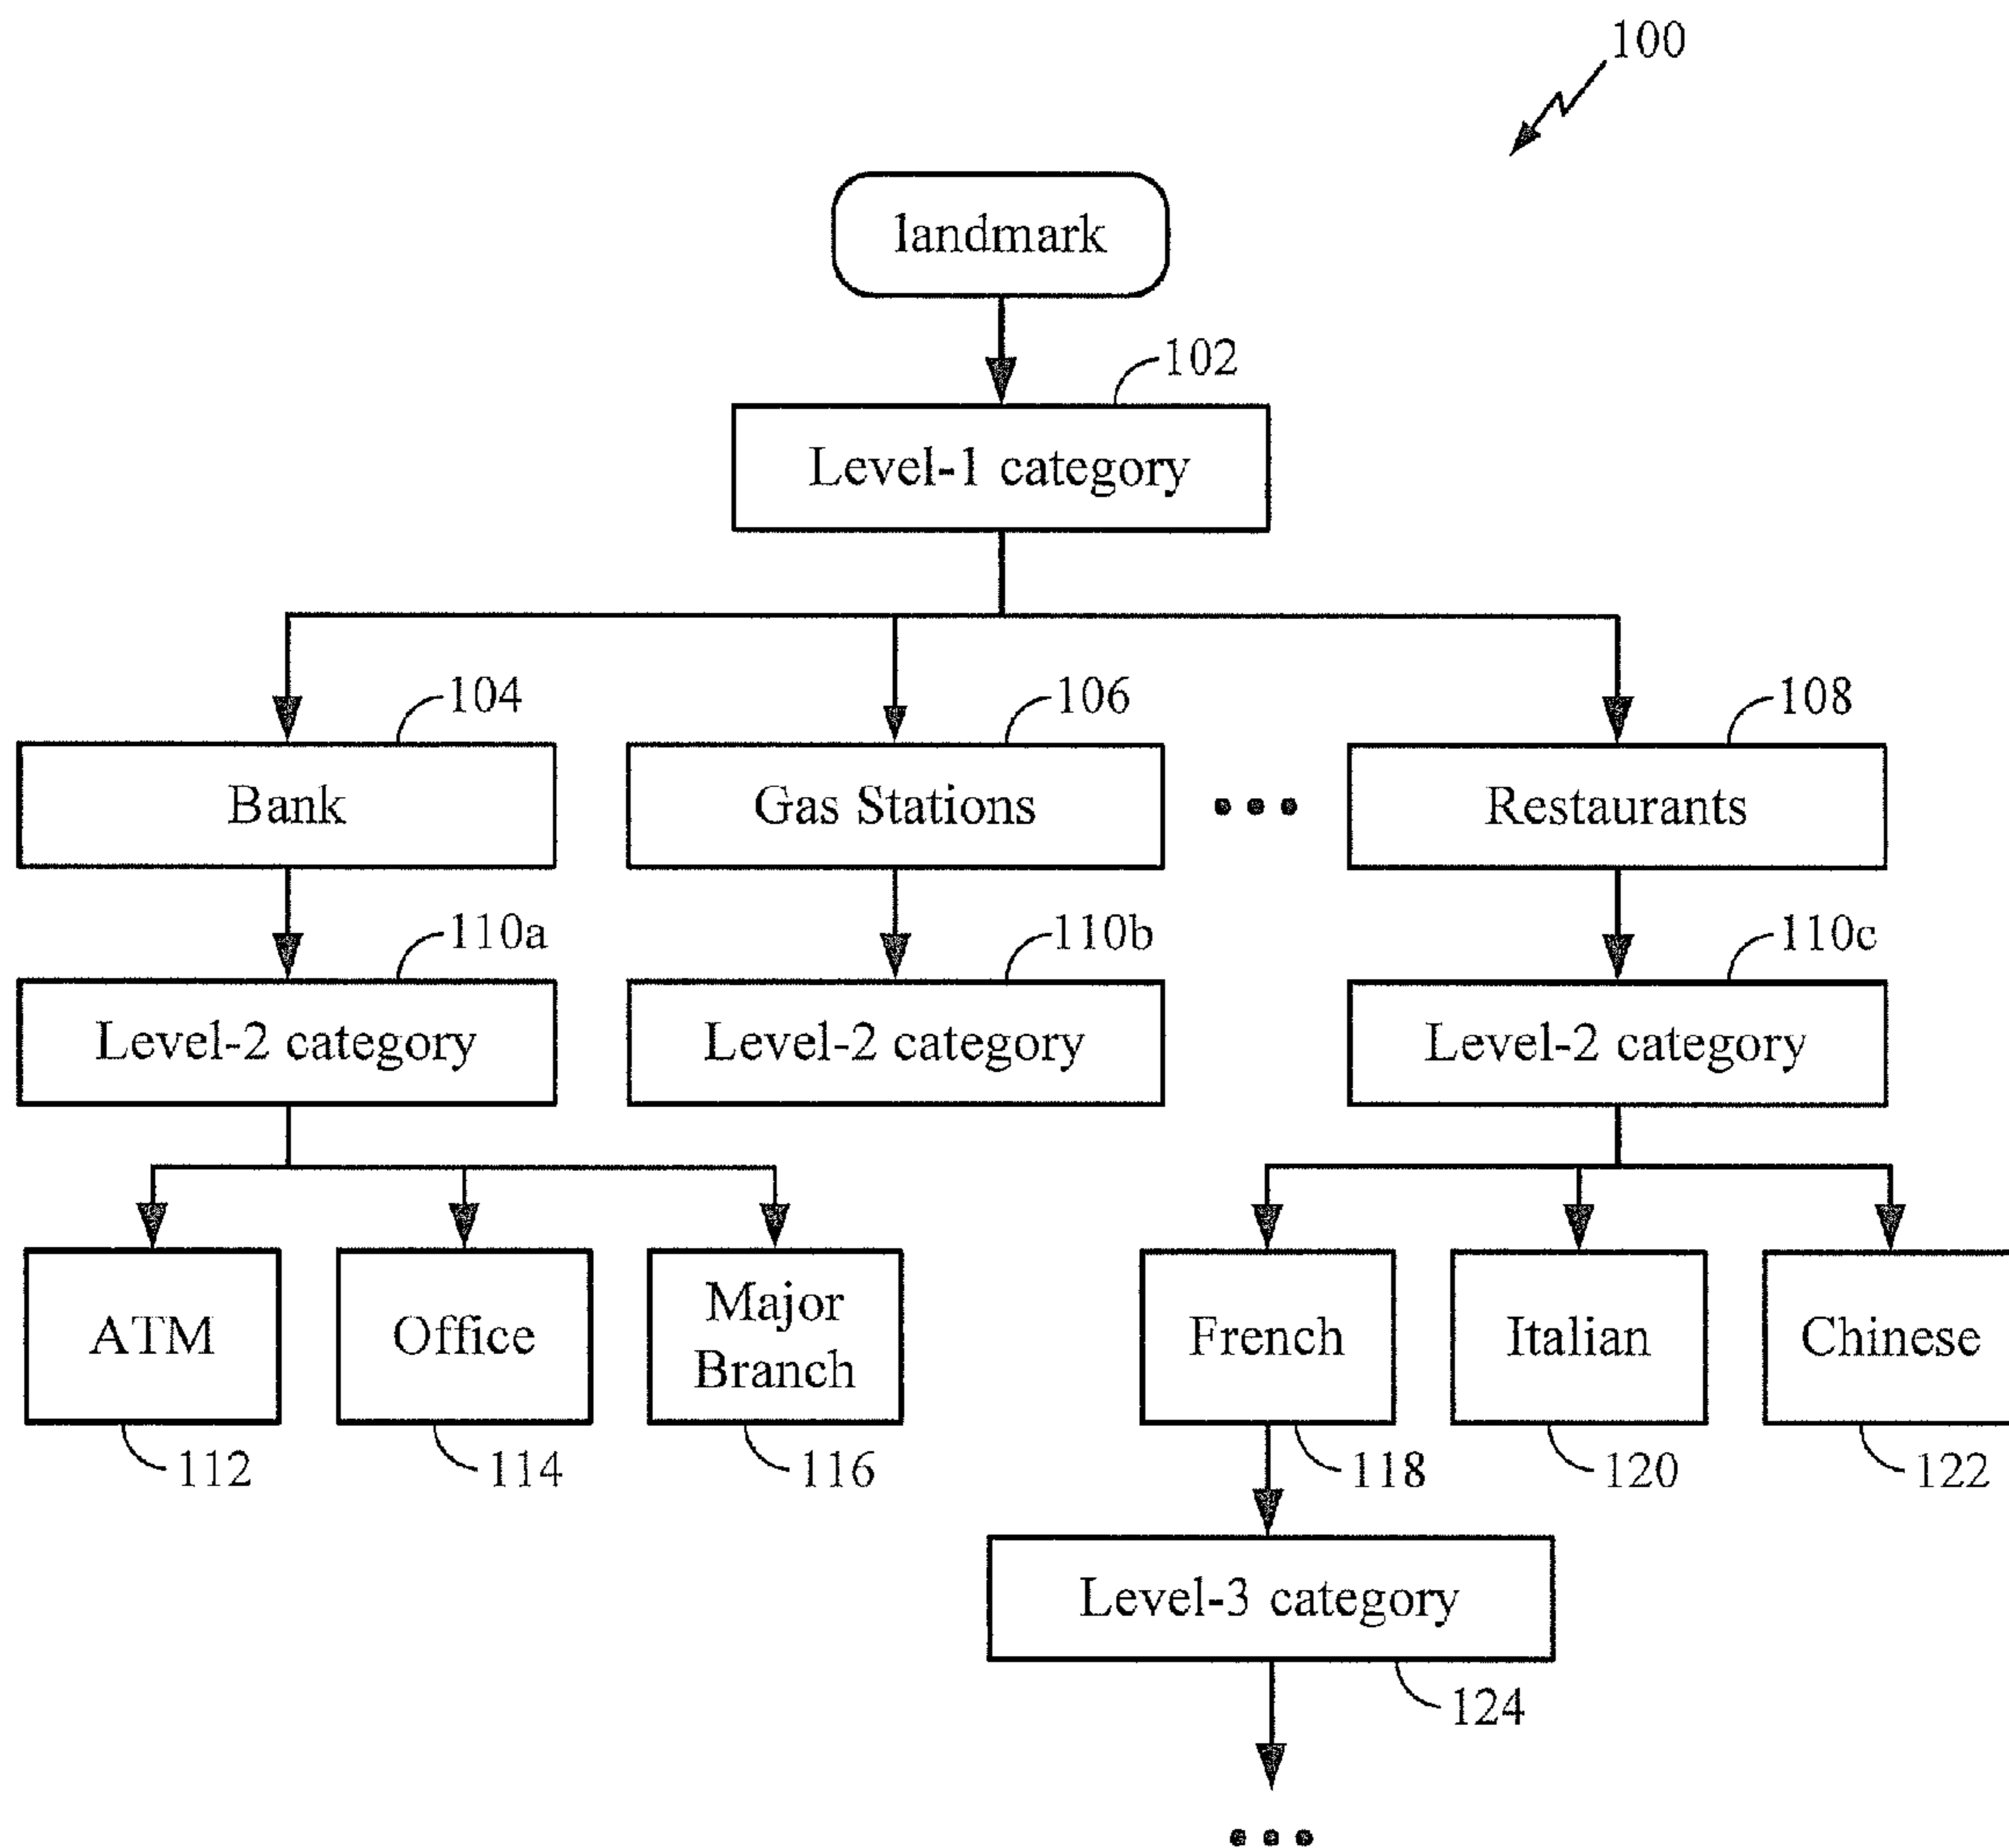 100
landmark
102
Level-1 category
104
106
108
Bank
Gas Stations
•••
Restaurants
110a
110b
110c
Level-2 category
Level-2 category
Level-2 category
ATM
Office
Major
Branch
French
Italian
Chinese
112
114
116
118
120
122
Level-3 category
124
•••